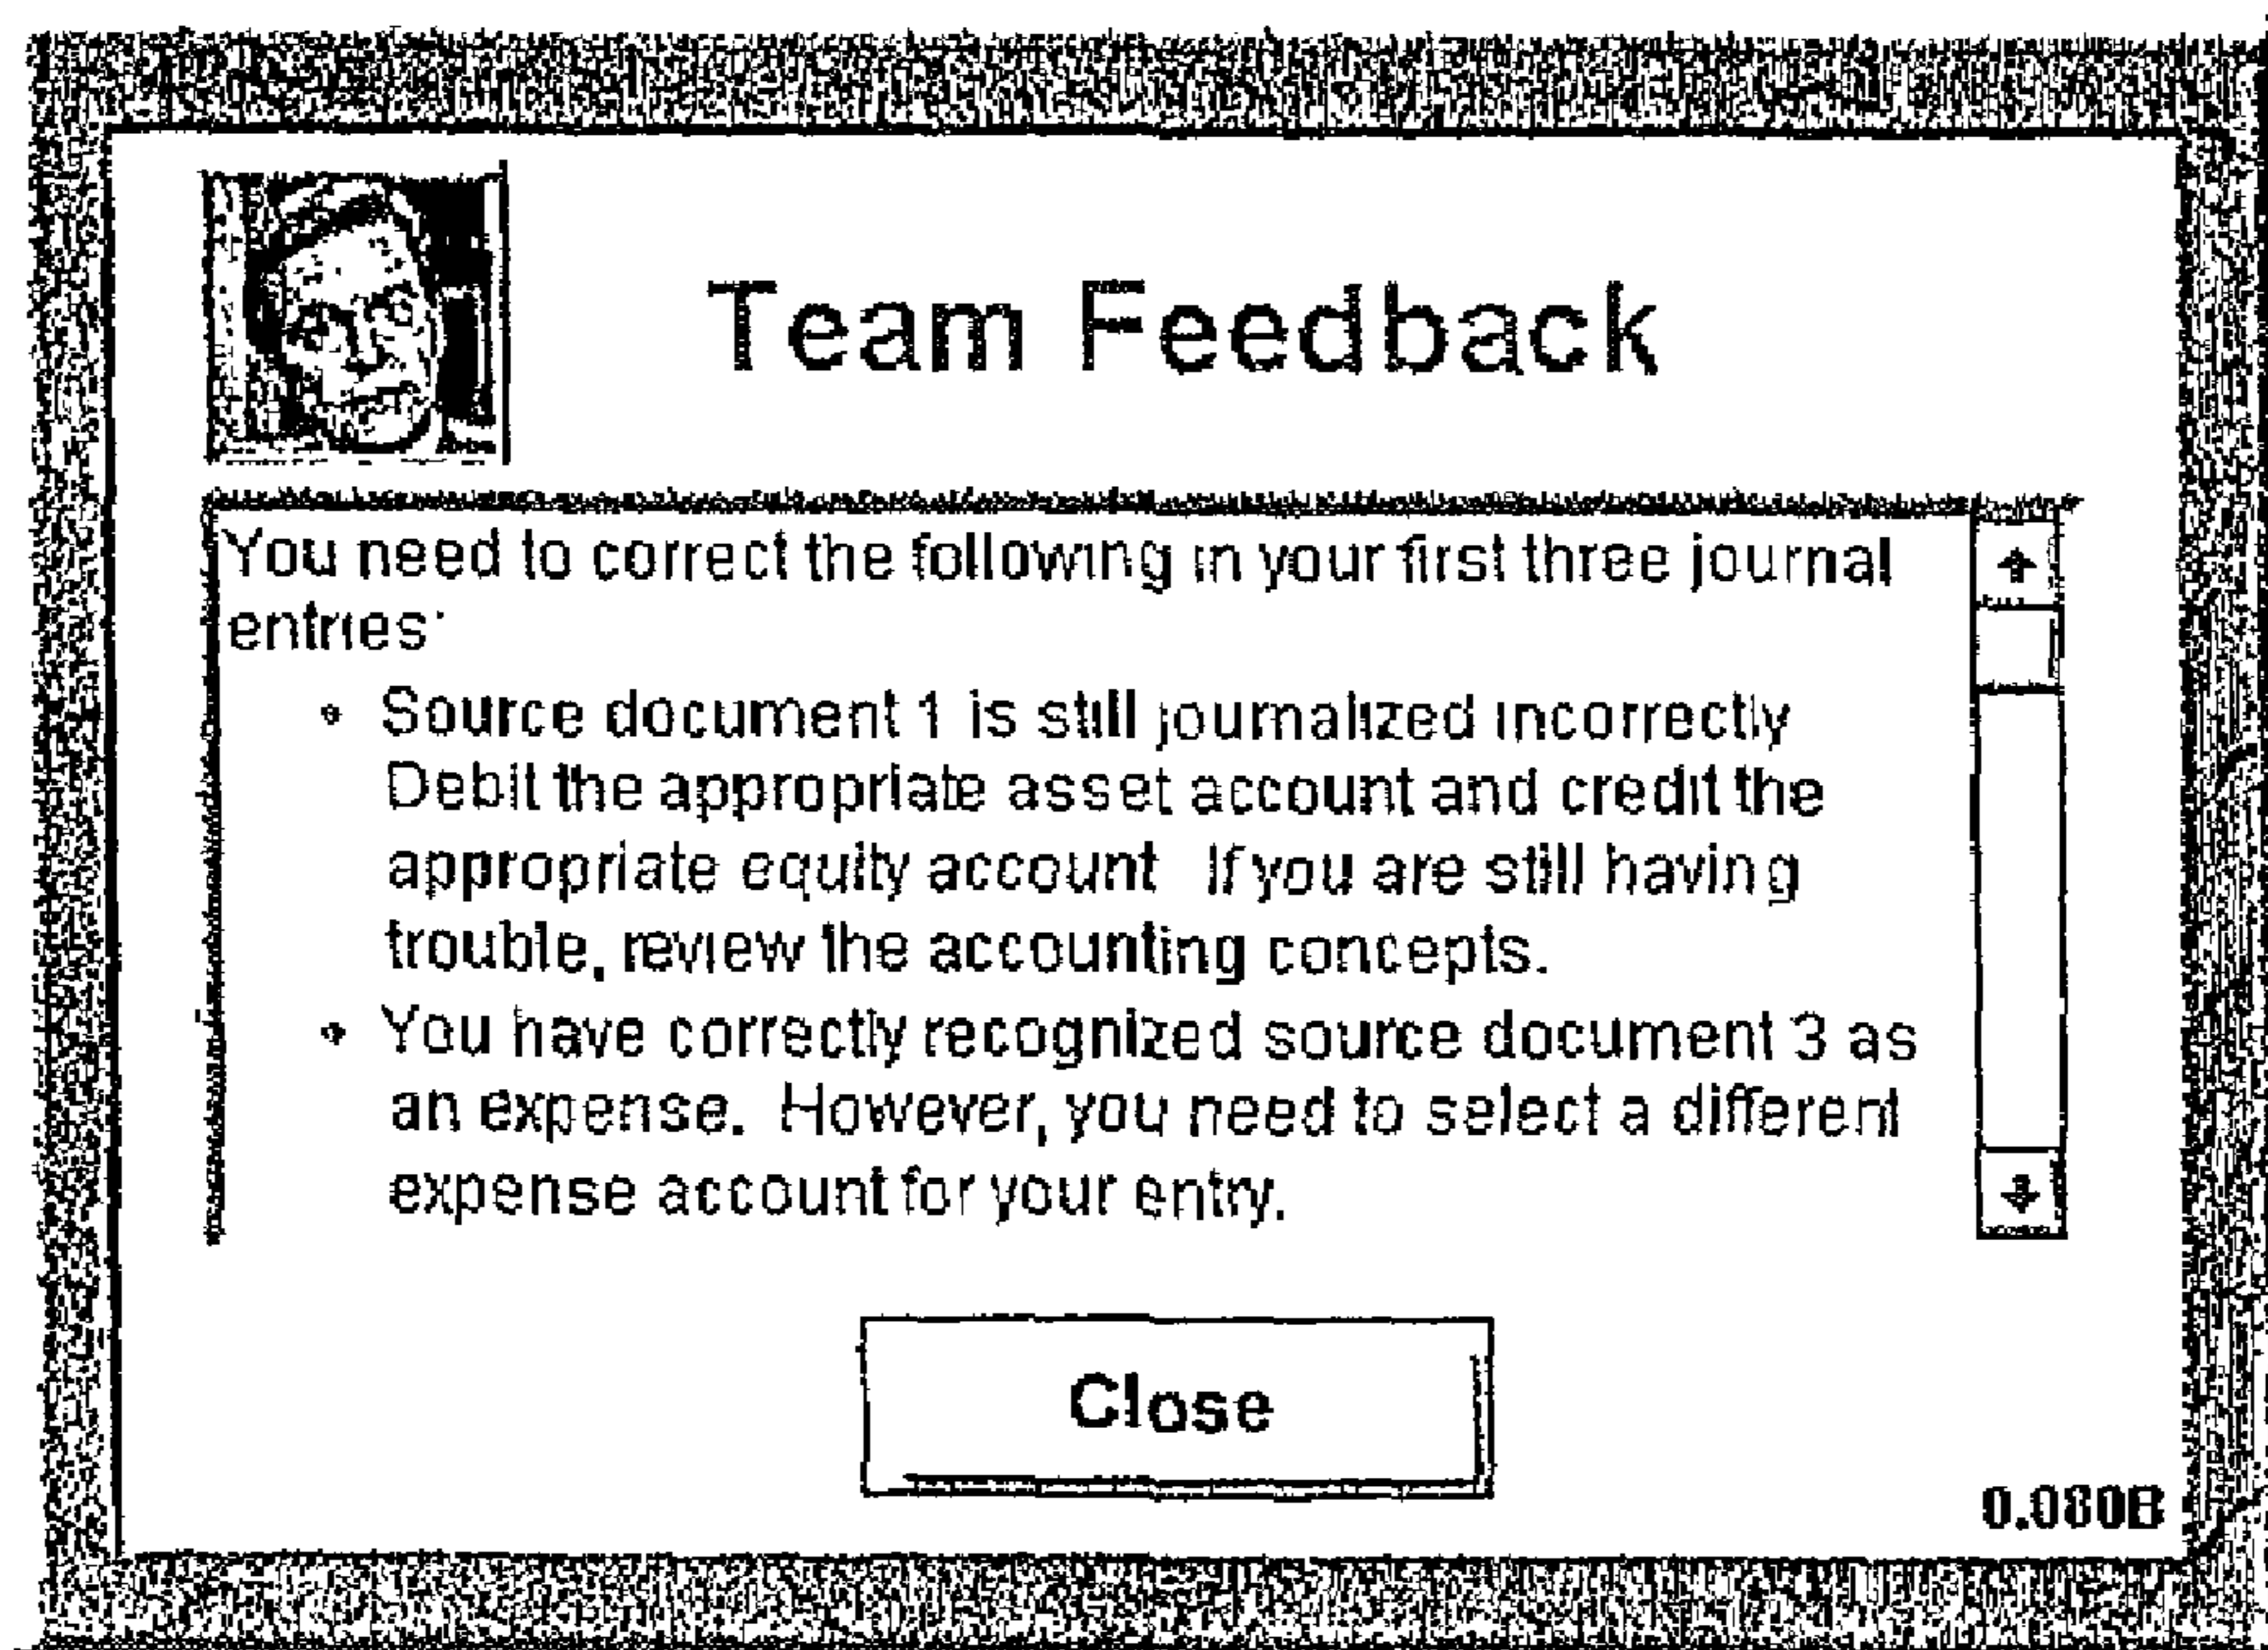 Team Feedback
You need to correct the following in your first three journal
entries:
• Source document 1 is still journalized incorrectly
Debit the appropriate asset account and credit the
appropriate equity account If you are still having
trouble, review the accounting concepts.
• You have correctly recognized source document 3 as
an expense. However, you need to select a different
expense account for your entry.
Close